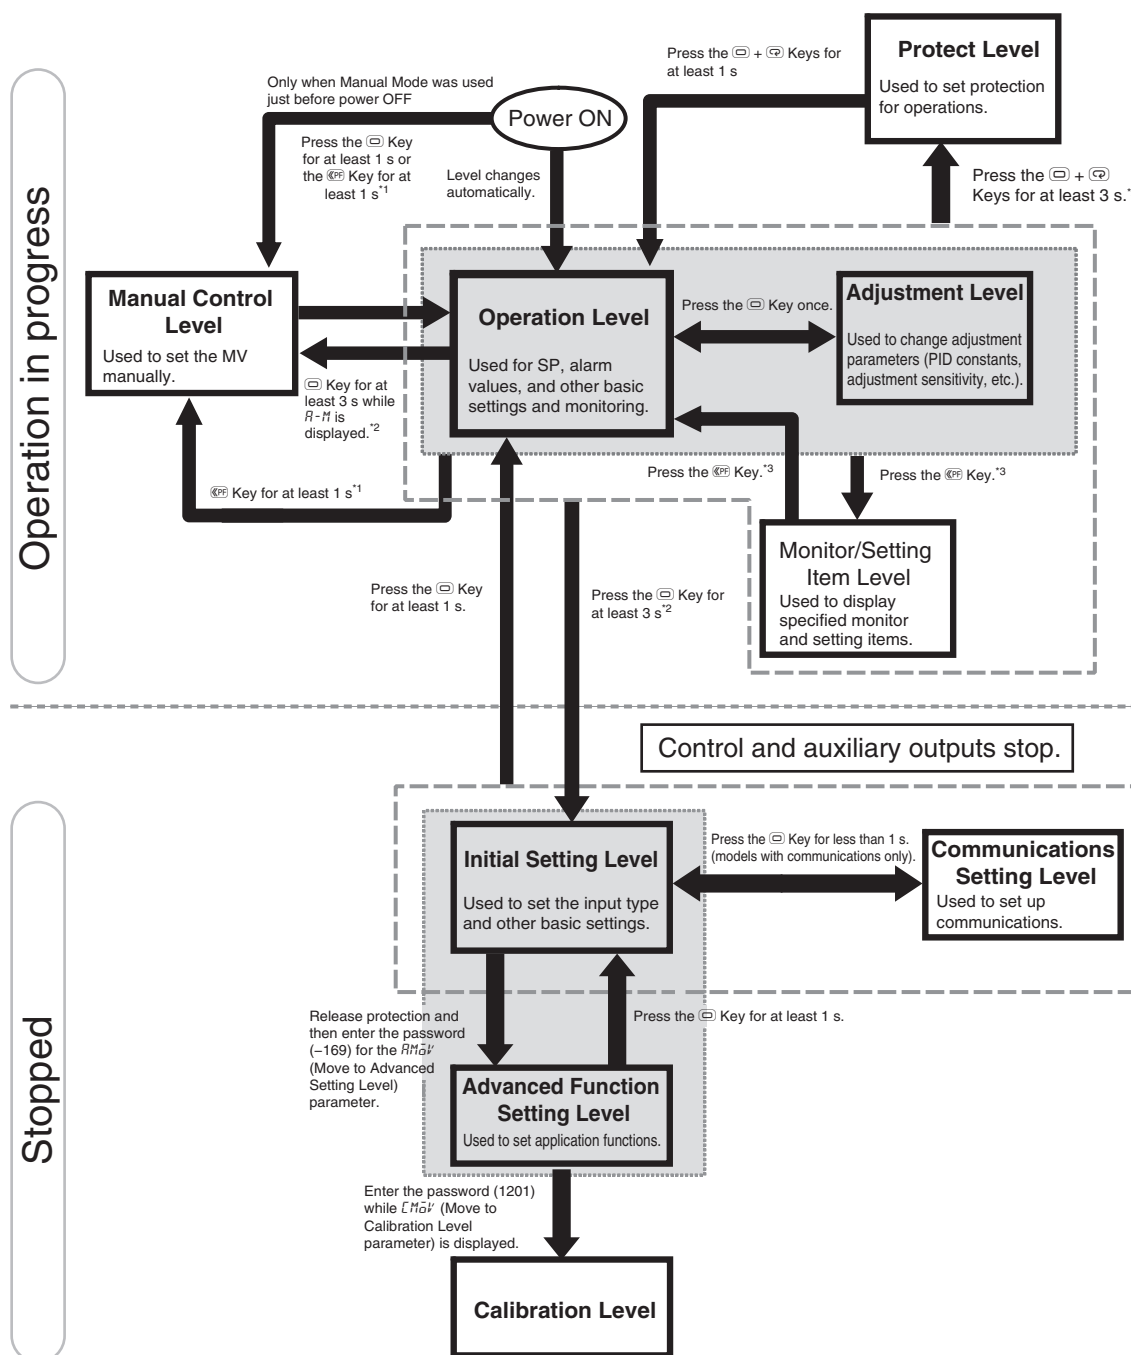 Operation in progress
Only when Manual Mode was used
just before power OFF
Power ON
Press the Key
for at least 1 s or
the PF Key for at
least 1 s*1
Level changes
automatically.
Press the + Keys for
at least 1 s
Protect Level
Used to set protection
for operations.
Press the +
Keys for at least 3 s.*
Manual Control
Level
Used to set the MV
manually.
Operation Level
Used for SP, alarm
values, and other basic
settings and monitoring.
Press the Key once.
Adjustment Level
Used to change adjustment
parameters (PID constants,
adjustment sensitivity, etc.).
Key for at
least 3 s while
A-M is
displayed.*2
PF Key for at least 1 s*1
Press the PF Key.*3
Press the PF Key.*3
Monitor/Setting
Item Level
Used to display
specified monitor
and setting items.
Press the Key
for at least 1 s.
Press the Key for
at least 3 s*2
Stopped
Control and auxiliary outputs stop.
Initial Setting Level
Used to set the input type
and other basic settings.
Press the Key for less than 1 s.
(models with communications only).
Communications
Setting Level
Used to set up
communications.
Release protection and
then enter the password
(−169) for the AMoV
(Move to Advanced
Setting Level)
parameter.
Press the Key for at least 1 s.
Advanced Function
Setting Level
Used to set application functions.
Enter the password (1201)
while CMoV (Move to
Calibration Level
parameter) is displayed.
Calibration Level